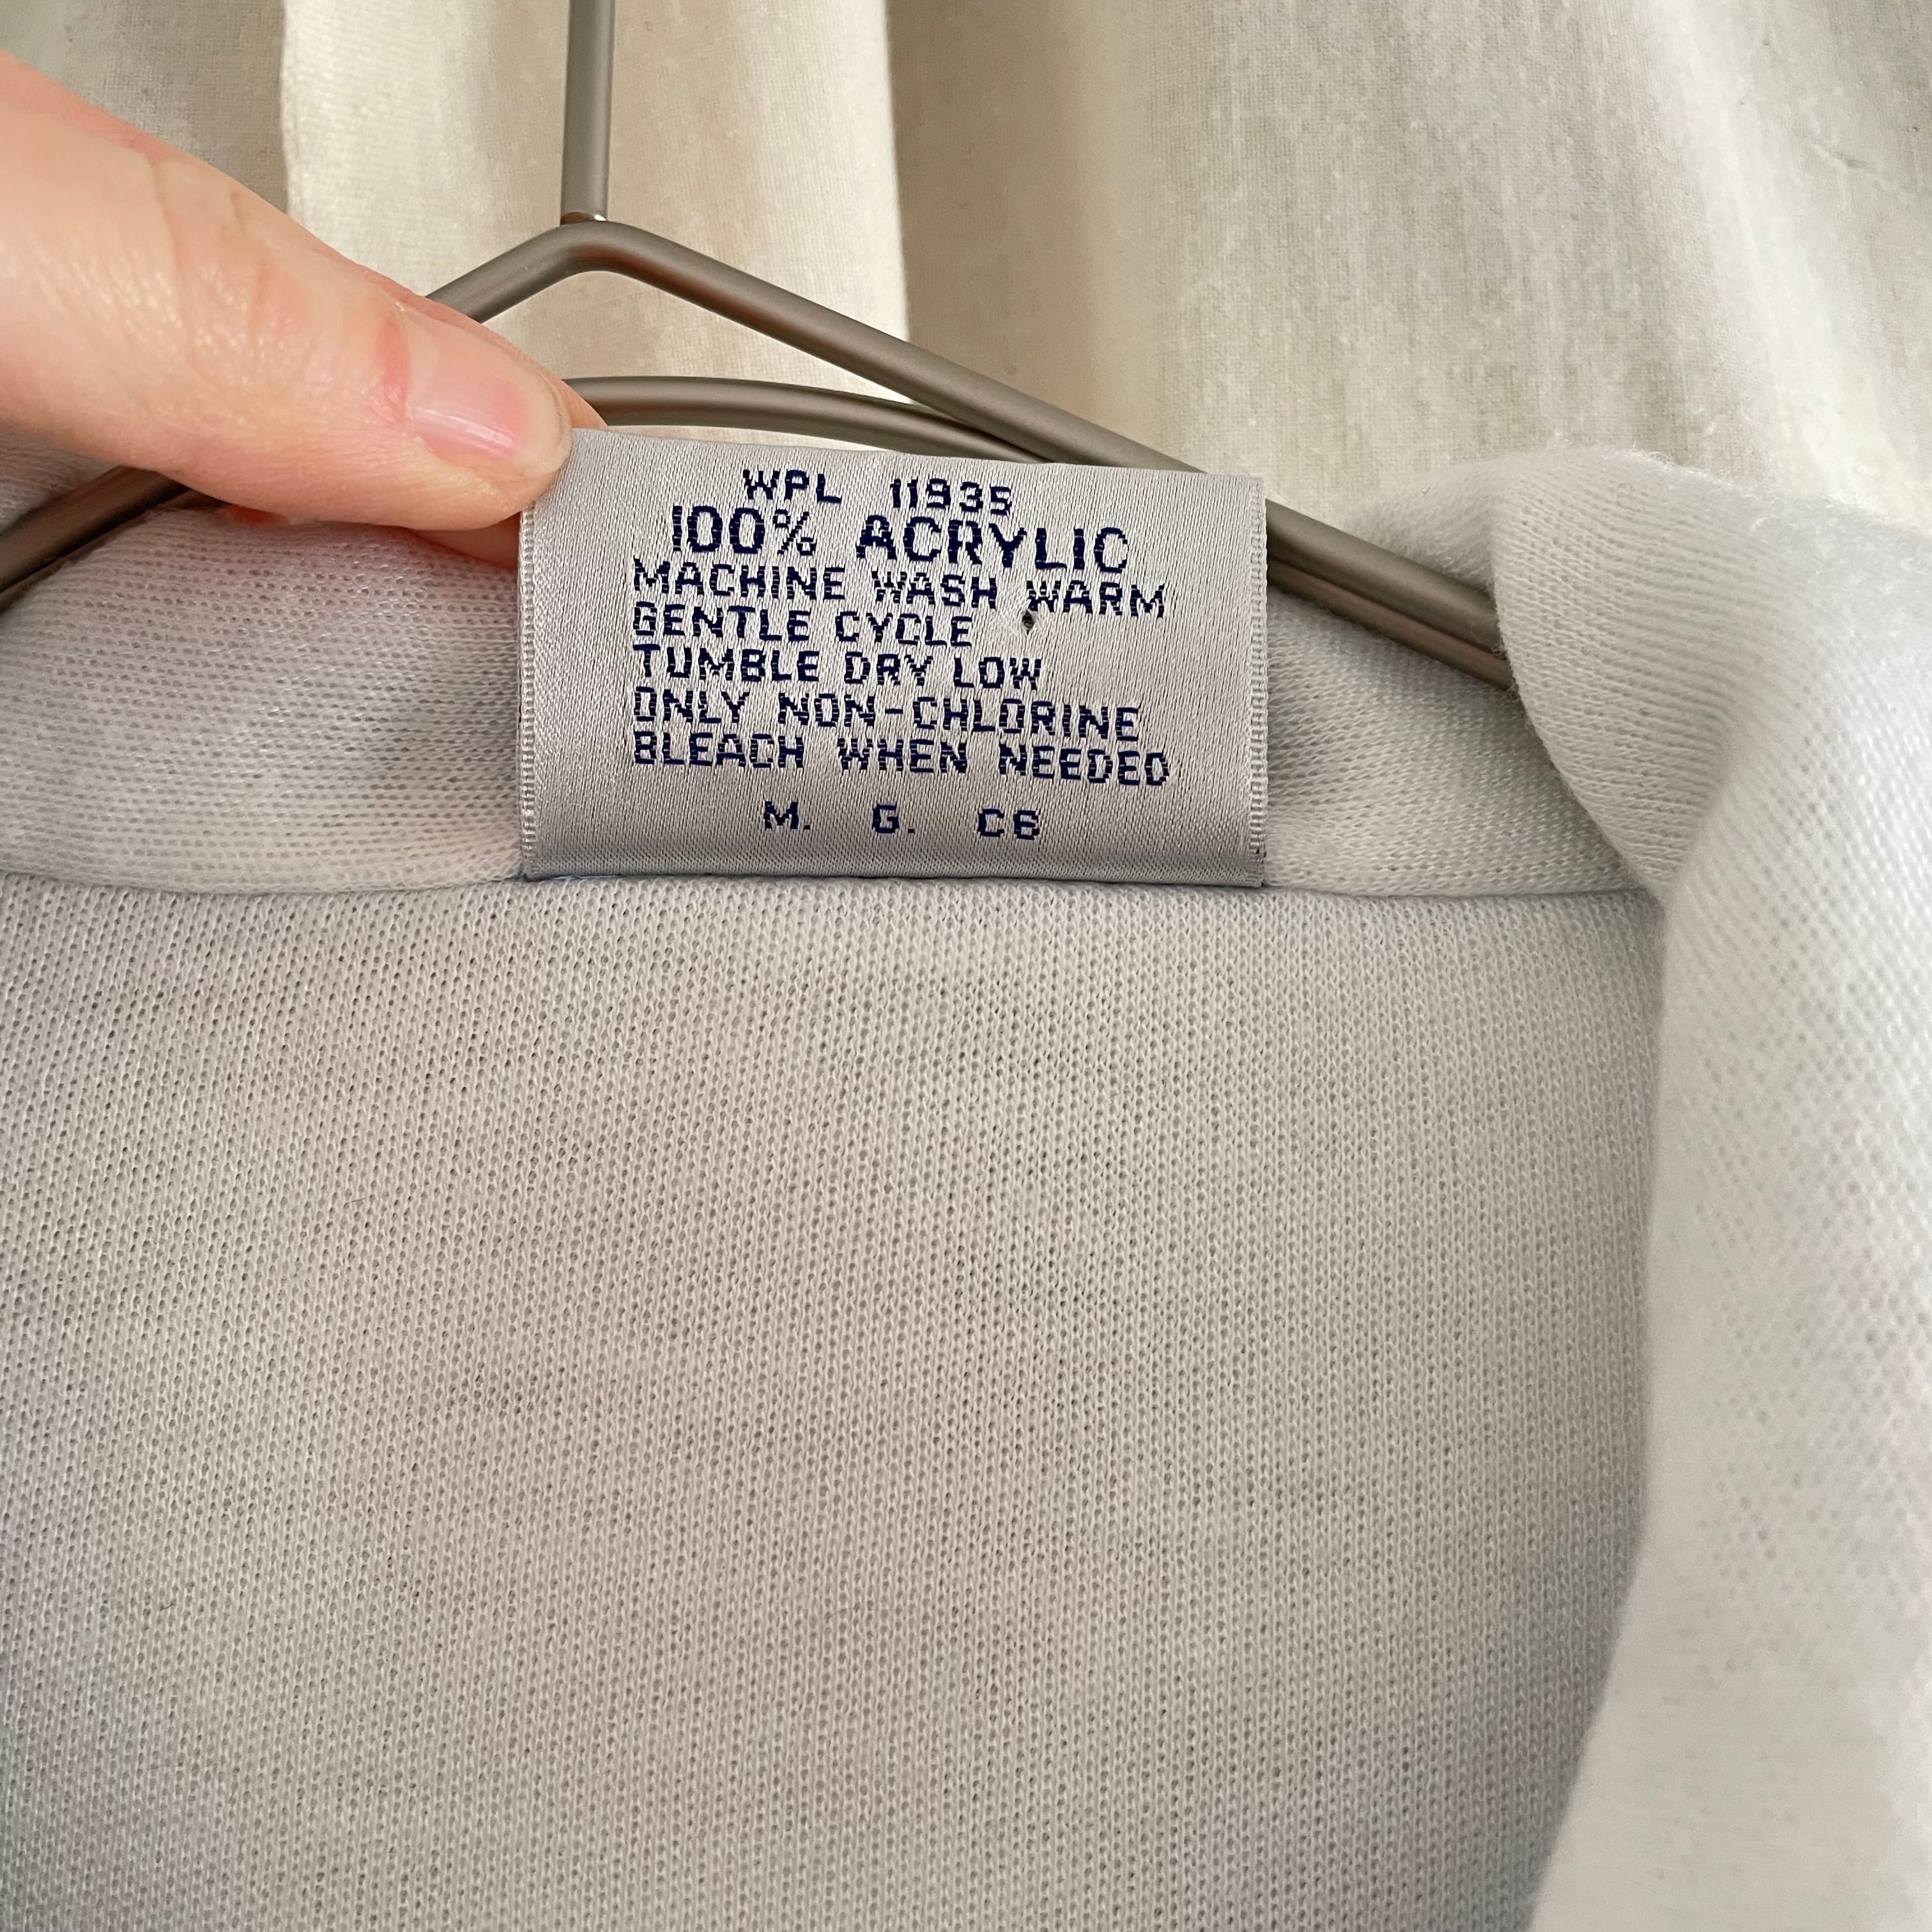 WPL 11935
100% ACRYLIC
MACHINE WASH WARM
GENTLE CYCLE
TUMBLE DRY LOW
ONLY NON-CHLORINE
BLEACH WHEN NEEDED
M. G. C6